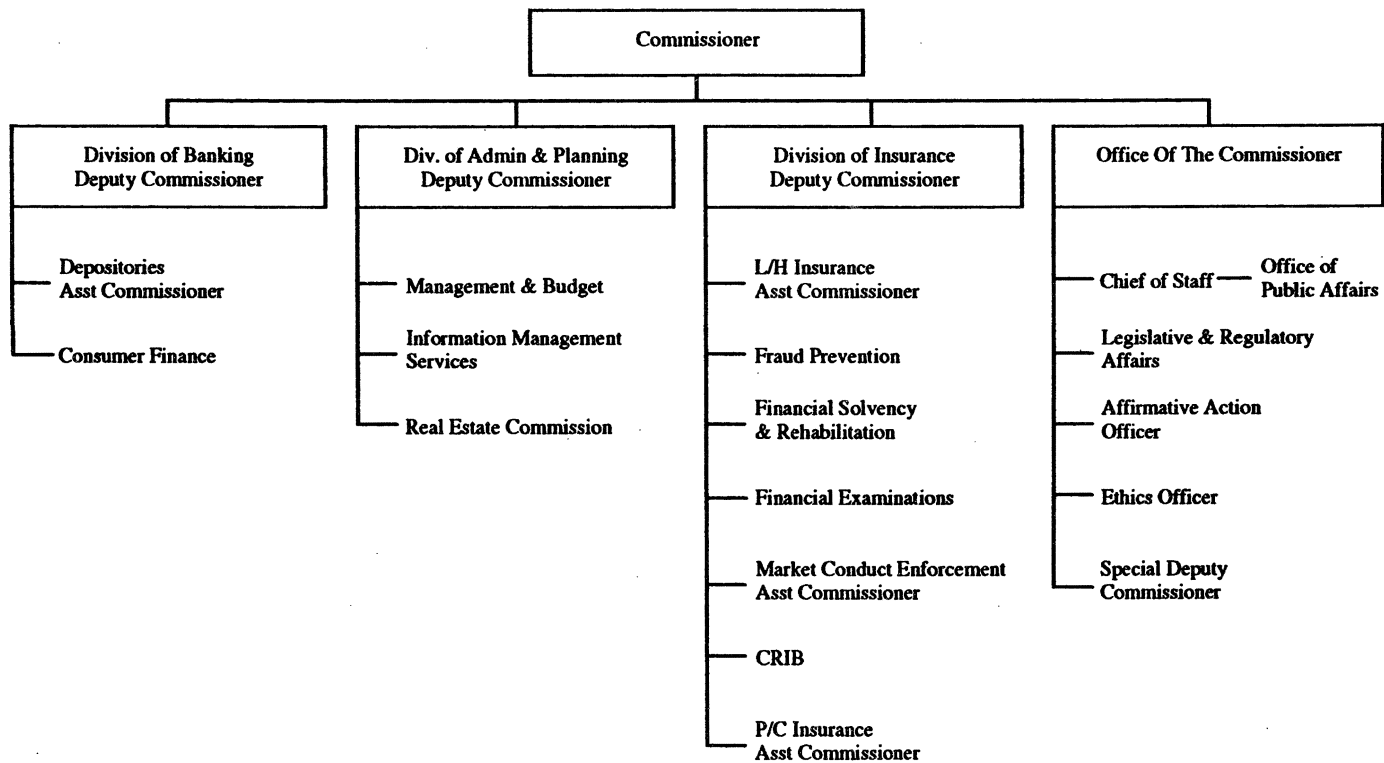 Commissioner
Division of Banking
Deputy Commissioner
Depositories
Asst Commissioner
Consumer Finance
Div. of Admin & Planning
Deputy Commissioner
Management & Budget
Information Management
Services
Real Estate Commission
Division of Insurance
Deputy Commissioner
L/H Insurance
Asst Commissioner
Fraud Prevention
Financial Solvency
& Rehabilitation
Financial Examinations
Market Conduct Enforcement
Asst Commissioner
CRIB
P/C Insurance
Asst Commissioner
Office Of The Commissioner
Chief of Staff
Office of
Public Affairs
Legislative & Regulatory
Affairs
Affirmative Action
Officer
Ethics Officer
Special Deputy
Commissioner